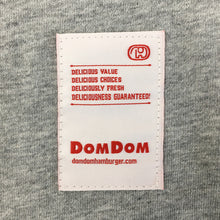 DELICIOUS VALUE
DELICIOUS CHOICES
DELICIOUSLY FRESH
DELICIOUSNESS GUARANTEED!
DOMDOM
domdomhamburger.com